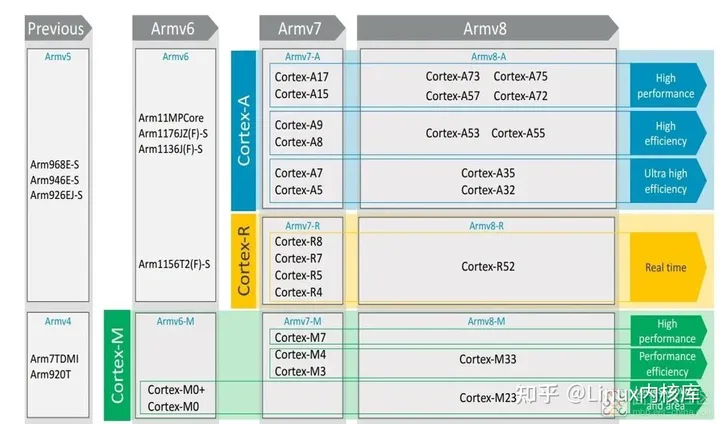 Previous
Armv6
Armv7
Armv8
Armv5
Arm968E-S
Arm946E-S
Arm926EJ-S
Armv4
Arm7TDMI
Arm920T
Armv6
Arm11MPCore
Arm1176JZ(F)-S
Arm1136J(F)-S
Arm1156T2(F)-S
Cortex-A
Armv7-A
Armv8-A
Cortex-A17
Cortex-A15
Cortex-A73 Cortex-A75
Cortex-A57 Cortex-A72
High
performance
Cortex-A9
Cortex-A8
Cortex-A53 Cortex-A55
High
efficiency
Cortex-A7
Cortex-A5
Cortex-A35
Cortex-A32
Ultra high
efficiency
Cortex-R
Armv7-R
Armv8-R
Cortex-R8
Cortex-R7
Cortex-R5
Cortex-R4
Cortex-R52
Real time
Cortex-M
Armv6-M
Armv7-M
Armv8-M
Cortex-M7
High
performance
Cortex-M4
Cortex-M3
Cortex-M33
Performance
efficiency
Cortex-M0+
Cortex-M0
Cortex-M23
and area
知乎 @Linux内核库